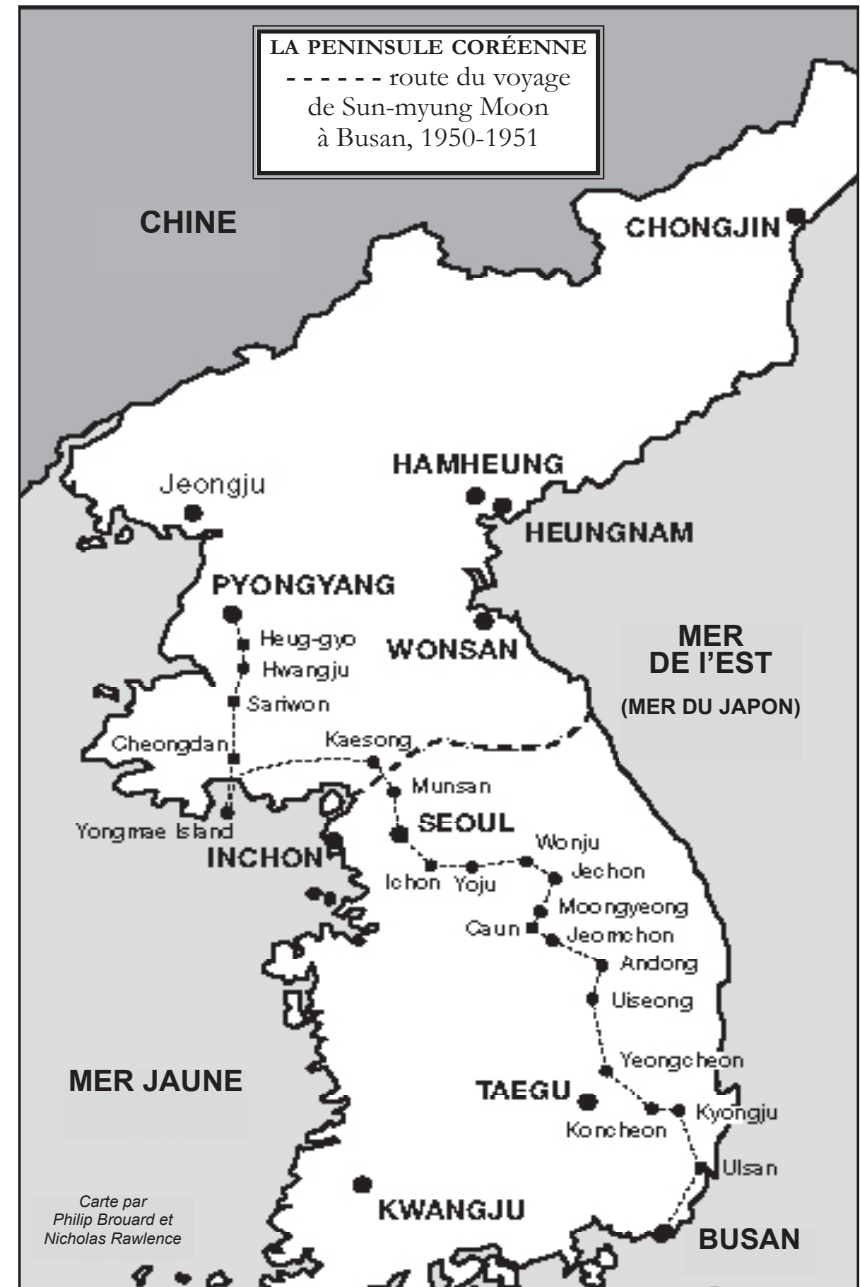 LA PENINSULE CORÉENNE
- - - - - - route du voyage
de Sun-myung Moon
à Busan, 1950-1951
CHINE
CHONGJIN
HAMHEUNG
Jeongju
HEUNGNAM
PYONGYANG
Heug-gyo
WONSAN
Hwangju
MER
DE l'EST
(MER DU JAPON)
Sariwon
Cheongdan
Kaesong
Munsan
Yongmae Island
SEOUL
INCHON
Wonju
Ichon
Yoju
Jechon
Moongyeong
Caun
Jeomchon
Andong
Uiseong
Yeongcheon
MER JAUNE
TAEGU
Kyongju
Koncheon
Ulsan
KWANGJU
Carte par
Philip Brouard et
Nicholas Rawlence
BUSAN